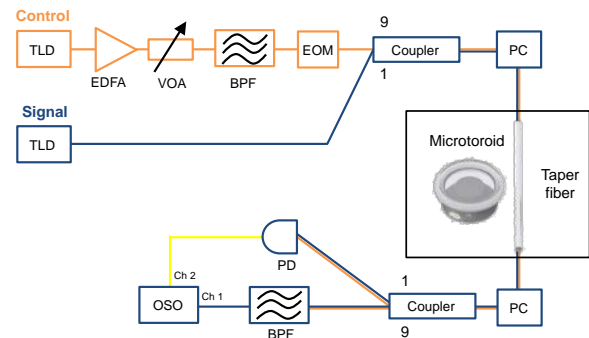 Control
9
TLD
EOM
Coupler
PC
EDFA
VOA
BPF
1
Signal
TLD
Microtoroid
Taper
fiber
PD
Ch 2
1
OSO
Ch 1
Coupler
PC
BPF
9